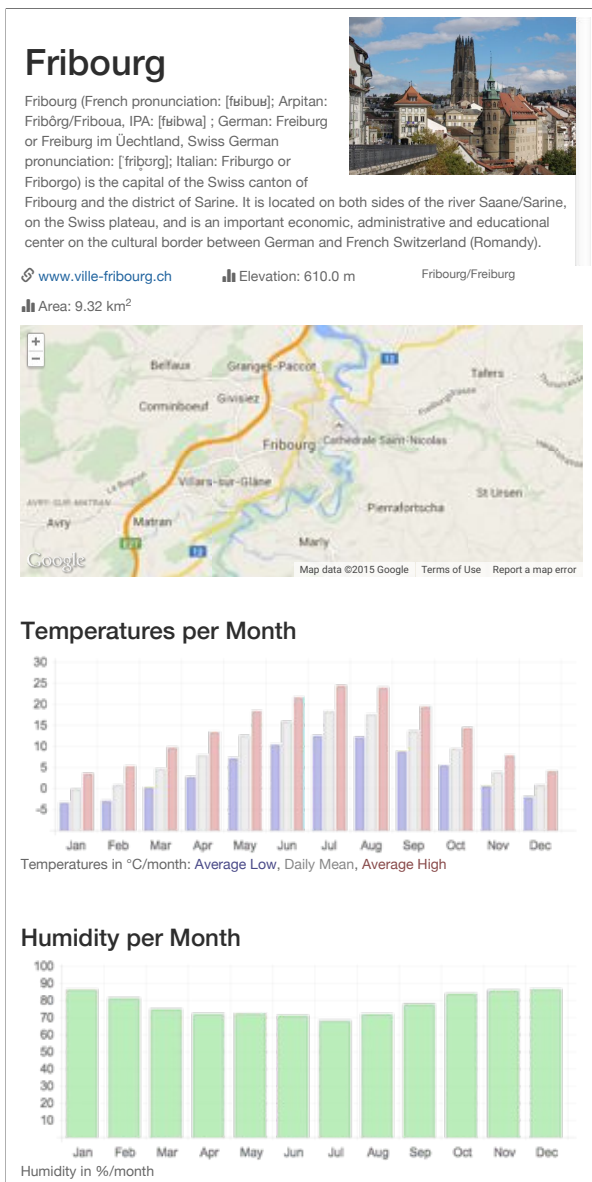 Fribourg
Fribourg (French pronunciation: [fʁibuʁ]; Arpitan:
Fribôrg/Friboua, IPA: [fʁibwa] ; German: Freiburg
or Freiburg im Üechtland, Swiss German
pronunciation: [ˈfribʊrg]; Italian: Friburgo or
Friborgo) is the capital of the Swiss canton of
Fribourg and the district of Sarine. It is located on both sides of the river Saane/Sarine,
on the Swiss plateau, and is an important economic, administrative and educational
center on the cultural border between German and French Switzerland (Romandy).
www.ville-fribourg.ch Elevation: 610.0 m Fribourg/Freiburg
Area: 9.32 km²
+
−
12
Belfaux Granges-Paccot Tafers
Corminboeuf Givisiez
Fribourg Cathédrale Saint-Nicolas
Villars-sur-Glâne
St Ursen
AVRY-SUR-MATRAN
Pierrafortscha
Avry Matran
E27 12 Marly
Google
Map data ©2015 Google Terms of Use Report a map error
Temperatures per Month
30
25
20
15
10
5
0
-5
Jan Feb Mar Apr May Jun Jul Aug Sep Oct Nov Dec
Temperatures in °C/month: Average Low, Daily Mean, Average High
Humidity per Month
100
90
80
70
60
50
40
30
20
10
Jan Feb Mar Apr May Jun Jul Aug Sep Oct Nov Dec
Humidity in %/month